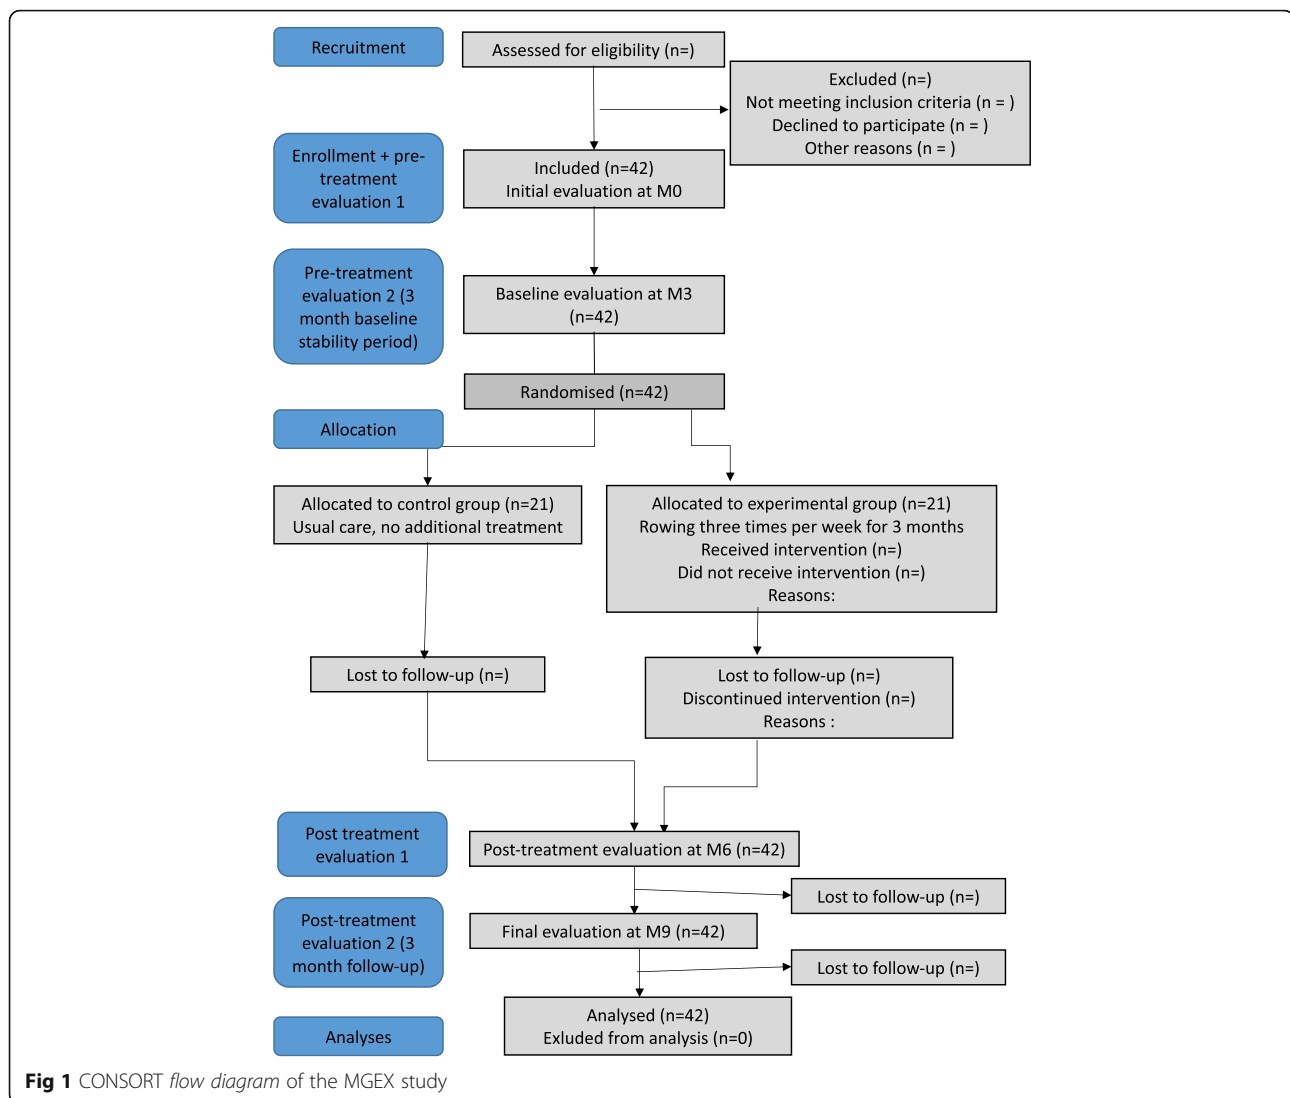 Recruitment
Assessed for eligibility (n=)
Excluded (n=)
Not meeting inclusion criteria (n = )
Declined to participate (n = )
Other reasons (n = )
Enrollment + pre-
treatment
evaluation 1
Included (n=42)
Initial evaluation at M0
Pre-treatment
evaluation 2 (3
month baseline
stability period)
Baseline evaluation at M3
(n=42)
Randomised (n=42)
Allocation
Allocated to control group (n=21)
Usual care, no additional treatment
Allocated to experimental group (n=21)
Rowing three times per week for 3 months
Received intervention (n=)
Did not receive intervention (n=)
Reasons:
Lost to follow-up (n=)
Lost to follow-up (n=)
Discontinued intervention (n=)
Reasons :
Post treatment
evaluation 1
Post-treatment evaluation at M6 (n=42)
Lost to follow-up (n=)
Post-treatment
evaluation 2 (3
month follow-up)
Final evaluation at M9 (n=42)
Lost to follow-up (n=)
Analyses
Analysed (n=42)
Exluded from analysis (n=0)
Fig 1 CONSORT flow diagram of the MGEX study